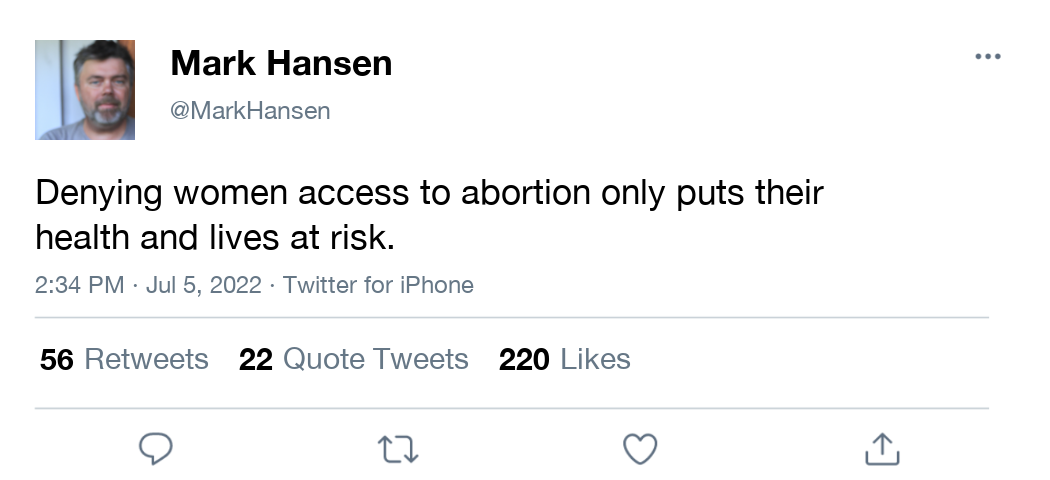 Mark Hansen
@MarkHansen
Denying women access to abortion only puts their
health and lives at risk.
2:34 PM · Jul 5, 2022 · Twitter for iPhone
56 Retweets 22 Quote Tweets 220 Likes